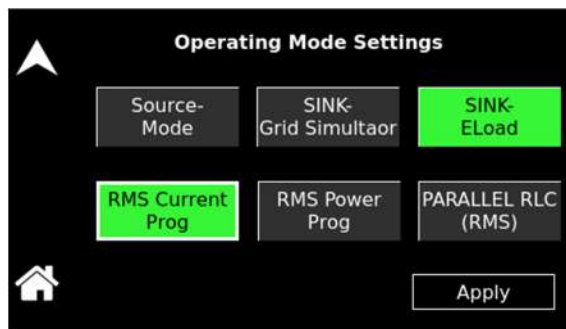 Operating Mode Settings
Source-
Mode
SINK-
Grid Simultaor
SINK-
ELoad
RMS Current
Prog
RMS Power
Prog
PARALLEL RLC
(RMS)
Apply